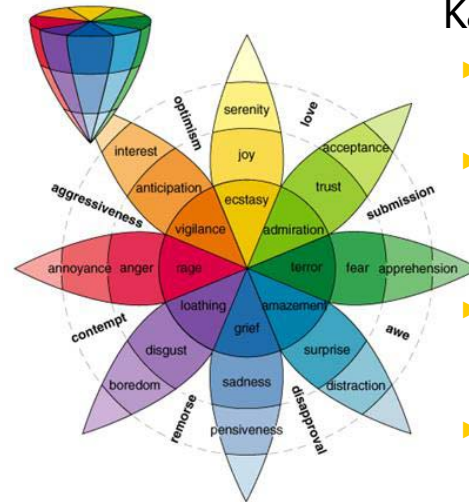 Ka
serenity
optimism
love
interest
joy
acceptance
anticipation
trust
ecstasy
aggressiveness
submission
vigilance
admiration
annoyance
anger
rage
terror
fear
apprehension
loathing
amazement
grief
contempt
awe
disgust
surprise
boredom
sadness
distraction
remorse
disapproval
pensiveness